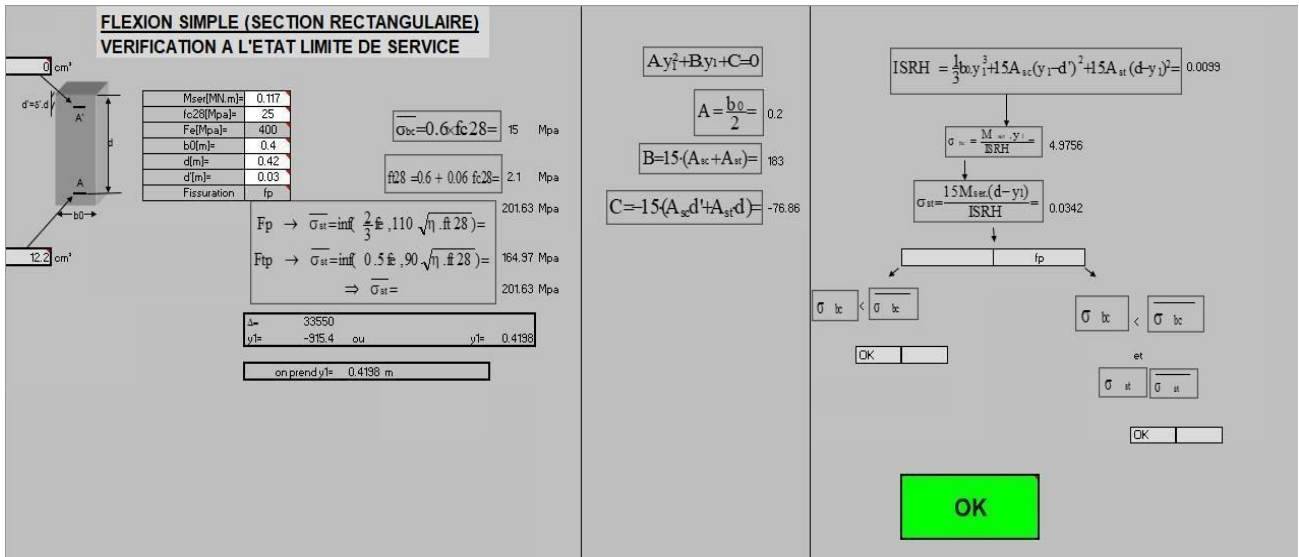 FLEXION SIMPLE (SECTION RECTANGULAIRE)
VERIFICATION A L'ETAT LIMITE DE SERVICE
0 cm²
d'=δ'.d
A'
d
A
b0
12.2 cm²
Mser[MN.m]= 0.117
fc28[Mpa]= 25
Fe[Mpa]= 400
b0[m]= 0.4
d[m]= 0.42
d'[m]= 0.03
Fissuration fp
σbc=0.6×fc28= 15 Mpa
ft28 =0.6 + 0.06 fc28= 2.1 Mpa
Fp → σst=inf( 2/3 fe ,110 √η .ft 28 )= 201.63 Mpa
Ftp → σst=inf( 0.5 fe ,90 √η .ft 28 )= 164.97 Mpa
⇒ σst= 201.63 Mpa
Δ= 33550
y1= -915.4 ou y1= 0.4198
on prend y1= 0.4198 m
A.y1²+B.y1+C=0
A = b0/2 = 0.2
B=15·(Asc+Ast)= 183
C=-15·(Ascd'+Astd)= -76.86
ISRH = 1/3 b0.y1³+15Asc(y1-d')²+15Ast(d-y1)²= 0.0099
σbc = Mser.y1/ISRH = 4.9756
σst= 15Mser.(d-y1)/ISRH = 0.0342
fp
σbc < σbc
OK
σbc < σbc
et
σst σst
OK
OK